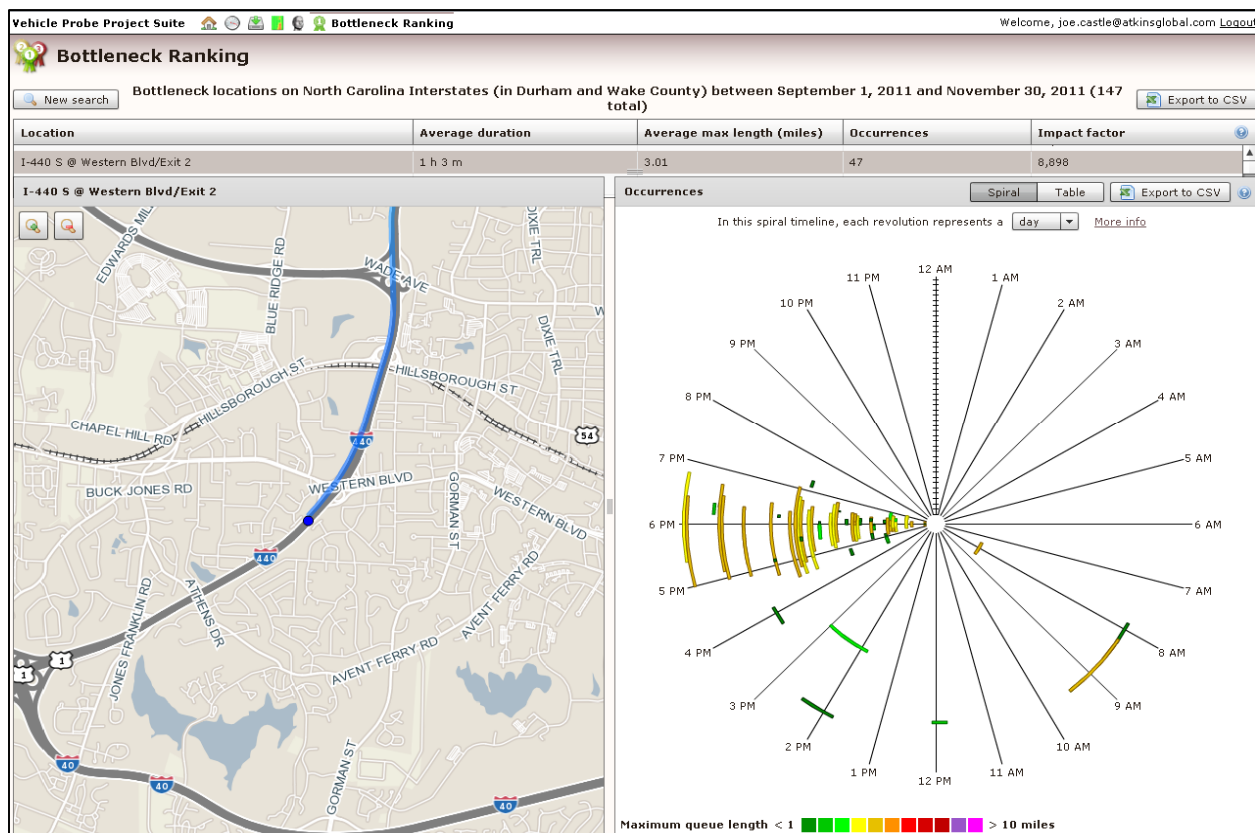 Vehicle Probe Project Suite
Bottleneck Ranking
Welcome, joe.castle@atkinsglobal.com Logout
Bottleneck Ranking
New search
Bottleneck locations on North Carolina Interstates (in Durham and Wake County) between September 1, 2011 and November 30, 2011 (147
total)
Export to CSV
Location Average duration Average max length (miles) Occurrences Impact factor
I-440 S @ Western Blvd/Exit 2 1 h 3 m 3.01 47 8,898
I-440 S @ Western Blvd/Exit 2
EDWARDS MIL
BLUE RIDGE RD
WADE AVE
DIXIE TRL
W
DIXIE TRL
HILLSBOROUGH ST
HILLSBOROUGH ST
CHAPEL HILL RD
54
440
BUCK JONES RD
WESTERN BLVD
GORMAN ST
WESTERN BLVD
440
JONES FRANKLIN RD
ATHENS DR
AVENT FERRY RD
AVENT FERRY RD
1
1
GORMAN ST
40
40
40
Occurrences
Spiral
Table
Export to CSV
In this spiral timeline, each revolution represents a day More info
12 AM
1 AM
2 AM
3 AM
4 AM
5 AM
6 AM
7 AM
8 AM
9 AM
10 AM
11 AM
12 PM
1 PM
2 PM
3 PM
4 PM
5 PM
6 PM
7 PM
8 PM
9 PM
10 PM
11 PM
Maximum queue length < 1 > 10 miles